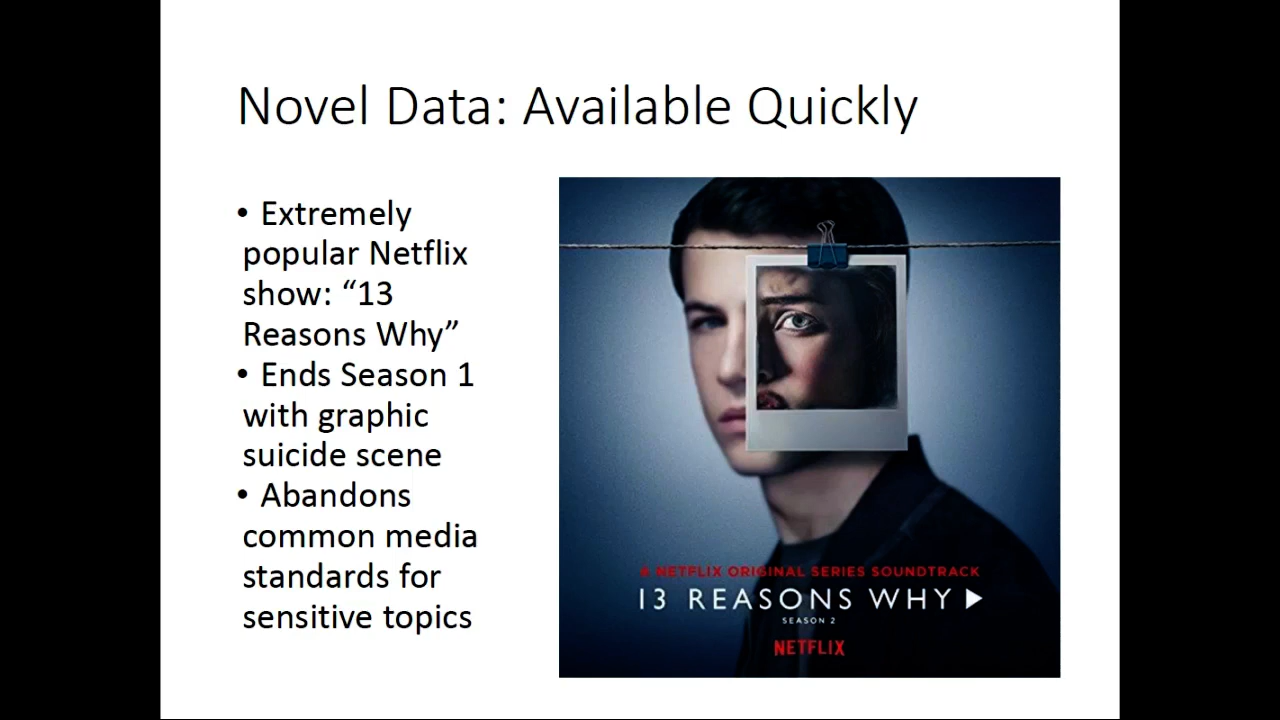 Novel Data: Available Quickly
• Extremely
popular Netflix
show: “13
Reasons Why”
• Ends Season 1
with graphic
suicide scene
• Abandons
common media
standards for
sensitive topics
A NETFLIX ORIGINAL SERIES SOUNDTRACK
13 REASONS WHY
SEASON 2
NETFLIX